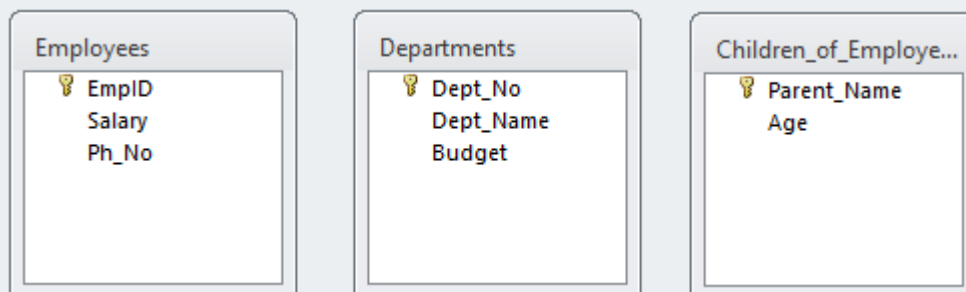 Employees
EmpID
Salary
Ph_No
Departments
Dept_No
Dept_Name
Budget
Children_of_Employe...
Parent_Name
Age